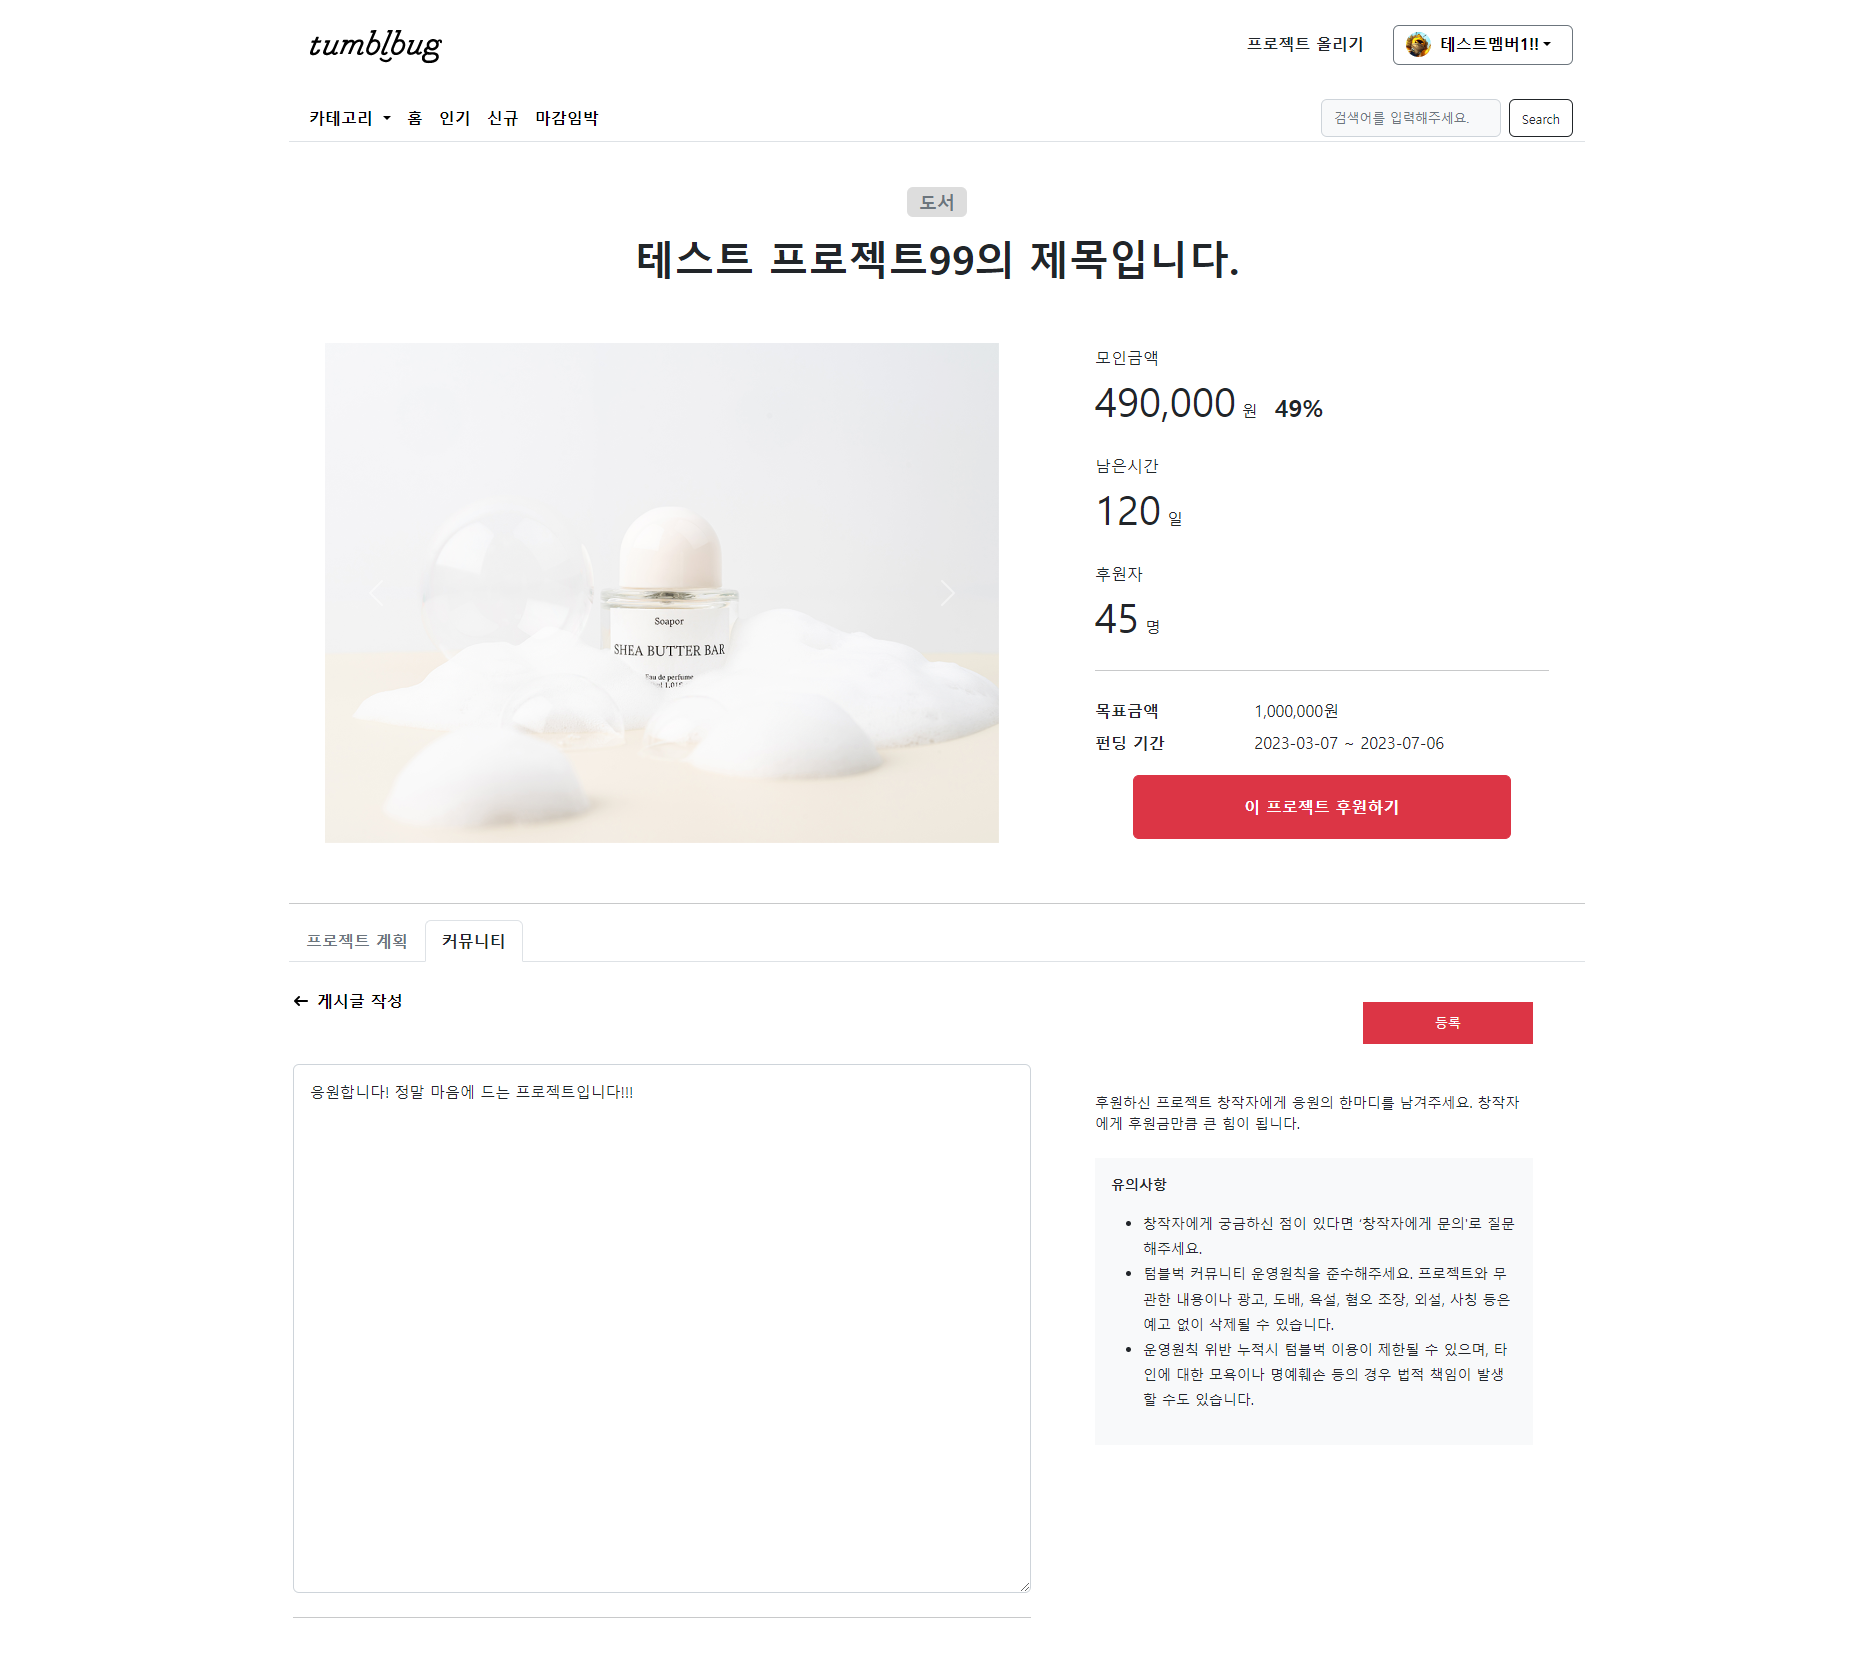 tumblbug
프로젝트 올리기
테스트멤버1!!
카테고리 홈 인기 신규 마감임박
검색어를 입력해주세요.
Search
도서
테스트 프로젝트99의 제목입니다.
Soapor
SHEA BUTTER BAR
Eau de perfume
모인금액
490,000 원 49%
남은시간
120 일
후원자
45 명
목표금액 1,000,000원
펀딩 기간 2023-03-07 ~ 2023-07-06
이 프로젝트 후원하기
프로젝트 계획 커뮤니티
← 게시글 작성
등록
응원합니다! 정말 마음에 드는 프로젝트입니다!!!
후원하신 프로젝트 창작자에게 응원의 한마디를 남겨주세요. 창작자
에게 후원금만큼 큰 힘이 됩니다.
유의사항
• 창작자에게 궁금하신 점이 있다면 '창작자에게 문의'로 질문
해주세요.
• 텀블벅 커뮤니티 운영원칙을 준수해주세요. 프로젝트와 무
관한 내용이나 광고, 도배, 욕설, 혐오 조장, 외설, 사칭 등은
예고 없이 삭제될 수 있습니다.
• 운영원칙 위반 누적시 텀블벅 이용이 제한될 수 있으며, 타
인에 대한 모욕이나 명예훼손 등의 경우 법적 책임이 발생
할 수도 있습니다.